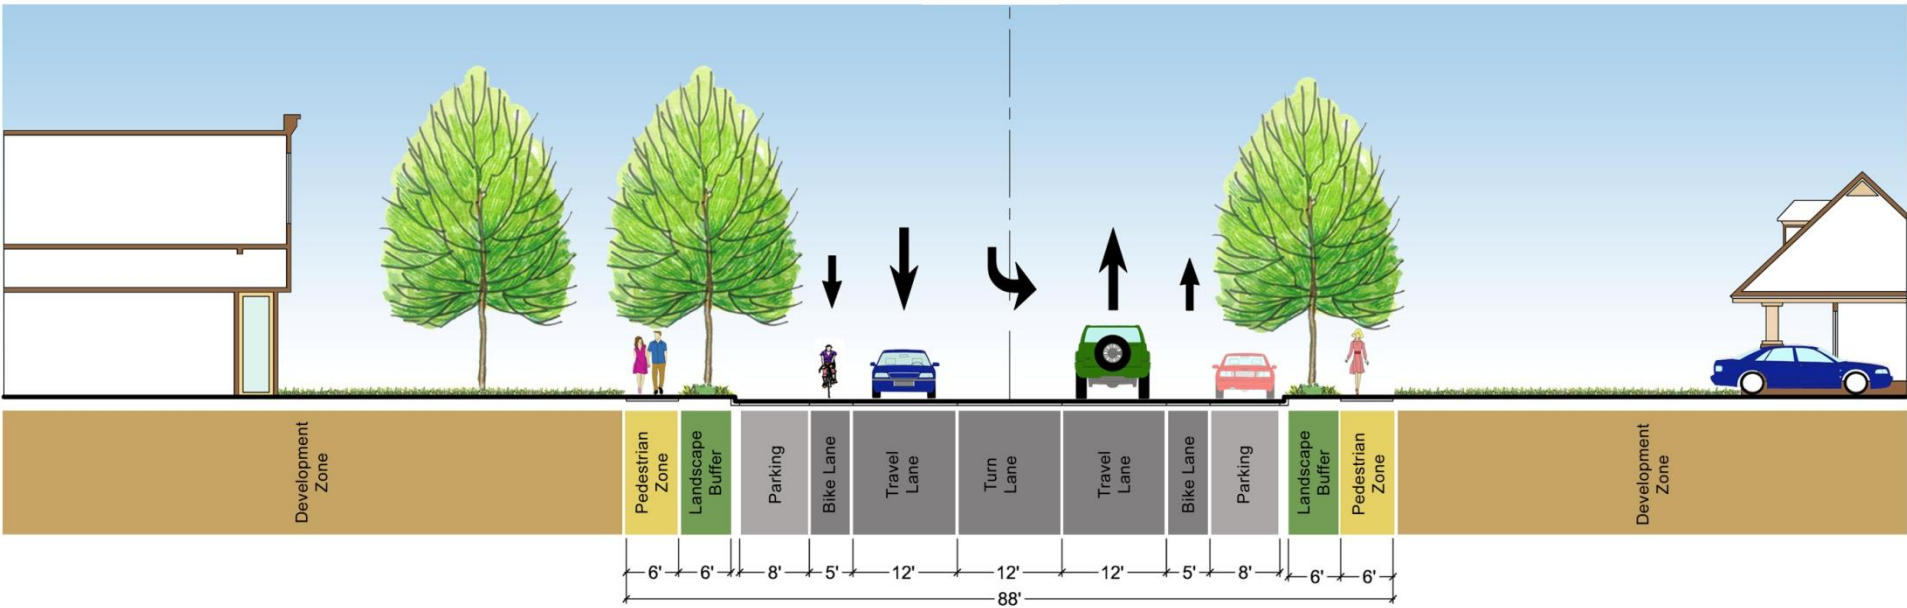 Development
Zone
Pedestrian
Zone
Landscape
Buffer
Parking
Bike Lane
Travel
Lane
Turn
Lane
Travel
Lane
Bike Lane
Parking
Landscape
Buffer
Pedestrian
Zone
Development
Zone
6' 6' 8' 5' 12' 12' 12' 5' 8' 6' 6'
88'